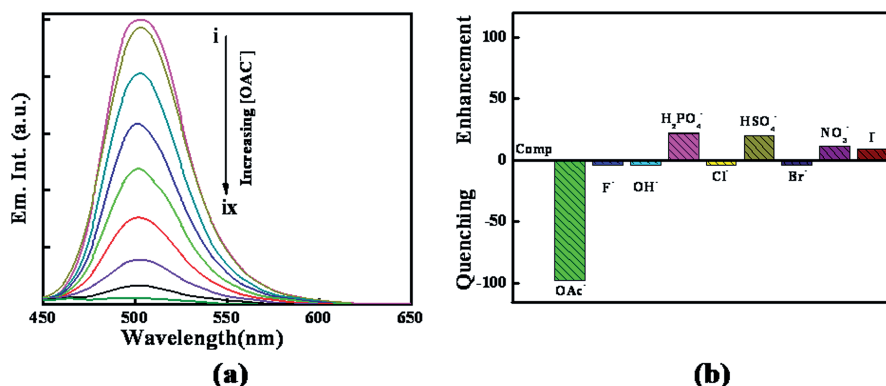 Em. Int. (a.u.)
i
Increasing [OAC⁻]
ix
450 500 550 600 650
Wavelength(nm)
(a)
Enhancement
Quenching
100
50
0
-50
-100
Comp
OAc⁻
F⁻
OH⁻
H₂PO₄⁻
Cl⁻
HSO₄⁻
Br⁻
NO₃⁻
I⁻
(b)